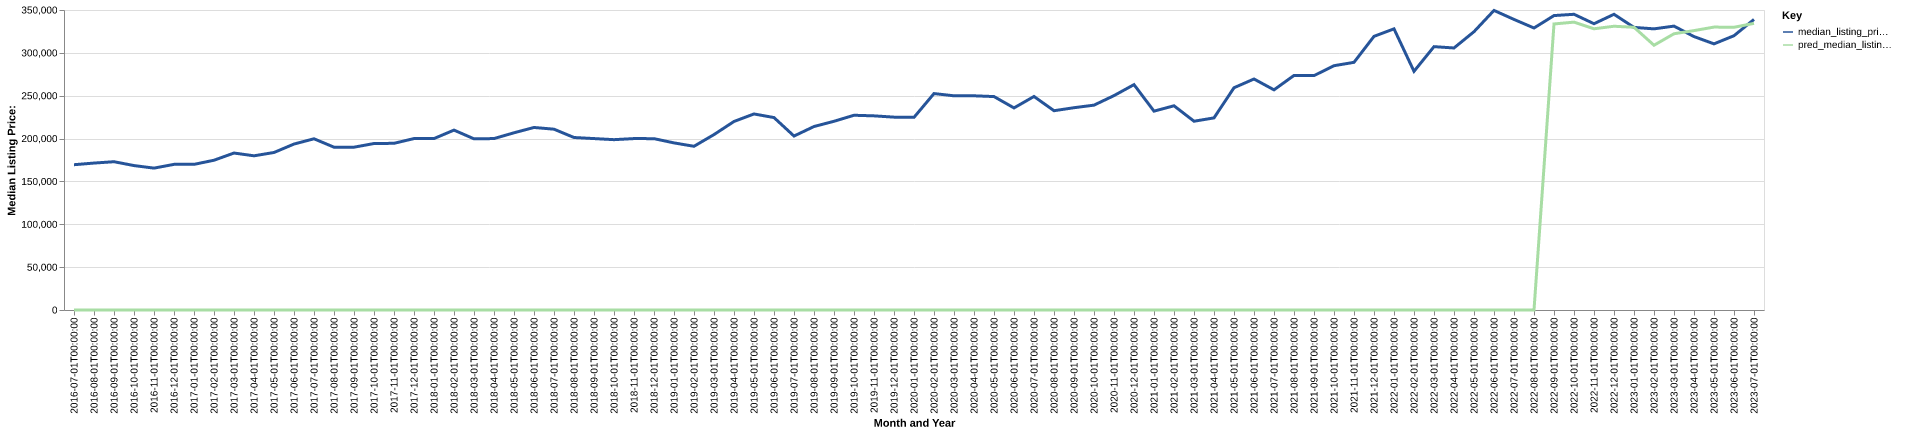 350,000
300,000
250,000
200,000
150,000
100,000
50,000
0
Median Listing Price:
2016-07-01T00:00:00
2016-08-01T00:00:00
2016-09-01T00:00:00
2016-10-01T00:00:00
2016-11-01T00:00:00
2016-12-01T00:00:00
2017-01-01T00:00:00
2017-02-01T00:00:00
2017-03-01T00:00:00
2017-04-01T00:00:00
2017-05-01T00:00:00
2017-06-01T00:00:00
2017-07-01T00:00:00
2017-08-01T00:00:00
2017-09-01T00:00:00
2017-10-01T00:00:00
2017-11-01T00:00:00
2017-12-01T00:00:00
2018-01-01T00:00:00
2018-02-01T00:00:00
2018-03-01T00:00:00
2018-04-01T00:00:00
2018-05-01T00:00:00
2018-06-01T00:00:00
2018-07-01T00:00:00
2018-08-01T00:00:00
2018-09-01T00:00:00
2018-10-01T00:00:00
2018-11-01T00:00:00
2018-12-01T00:00:00
2019-01-01T00:00:00
2019-02-01T00:00:00
2019-03-01T00:00:00
2019-04-01T00:00:00
2019-05-01T00:00:00
2019-06-01T00:00:00
2019-07-01T00:00:00
2019-08-01T00:00:00
2019-09-01T00:00:00
2019-10-01T00:00:00
2019-11-01T00:00:00
2019-12-01T00:00:00
2020-01-01T00:00:00
2020-02-01T00:00:00
2020-03-01T00:00:00
2020-04-01T00:00:00
2020-05-01T00:00:00
2020-06-01T00:00:00
2020-07-01T00:00:00
2020-08-01T00:00:00
2020-09-01T00:00:00
2020-10-01T00:00:00
2020-11-01T00:00:00
2020-12-01T00:00:00
2021-01-01T00:00:00
2021-02-01T00:00:00
2021-03-01T00:00:00
2021-04-01T00:00:00
2021-05-01T00:00:00
2021-06-01T00:00:00
2021-07-01T00:00:00
2021-08-01T00:00:00
2021-09-01T00:00:00
2021-10-01T00:00:00
2021-11-01T00:00:00
2021-12-01T00:00:00
2022-01-01T00:00:00
2022-02-01T00:00:00
2022-03-01T00:00:00
2022-04-01T00:00:00
2022-05-01T00:00:00
2022-06-01T00:00:00
2022-07-01T00:00:00
2022-08-01T00:00:00
2022-09-01T00:00:00
2022-10-01T00:00:00
2022-11-01T00:00:00
2022-12-01T00:00:00
2023-01-01T00:00:00
2023-02-01T00:00:00
2023-03-01T00:00:00
2023-04-01T00:00:00
2023-05-01T00:00:00
2023-06-01T00:00:00
2023-07-01T00:00:00
Month and Year
Key
median_listing_pri…
pred_median_listin…